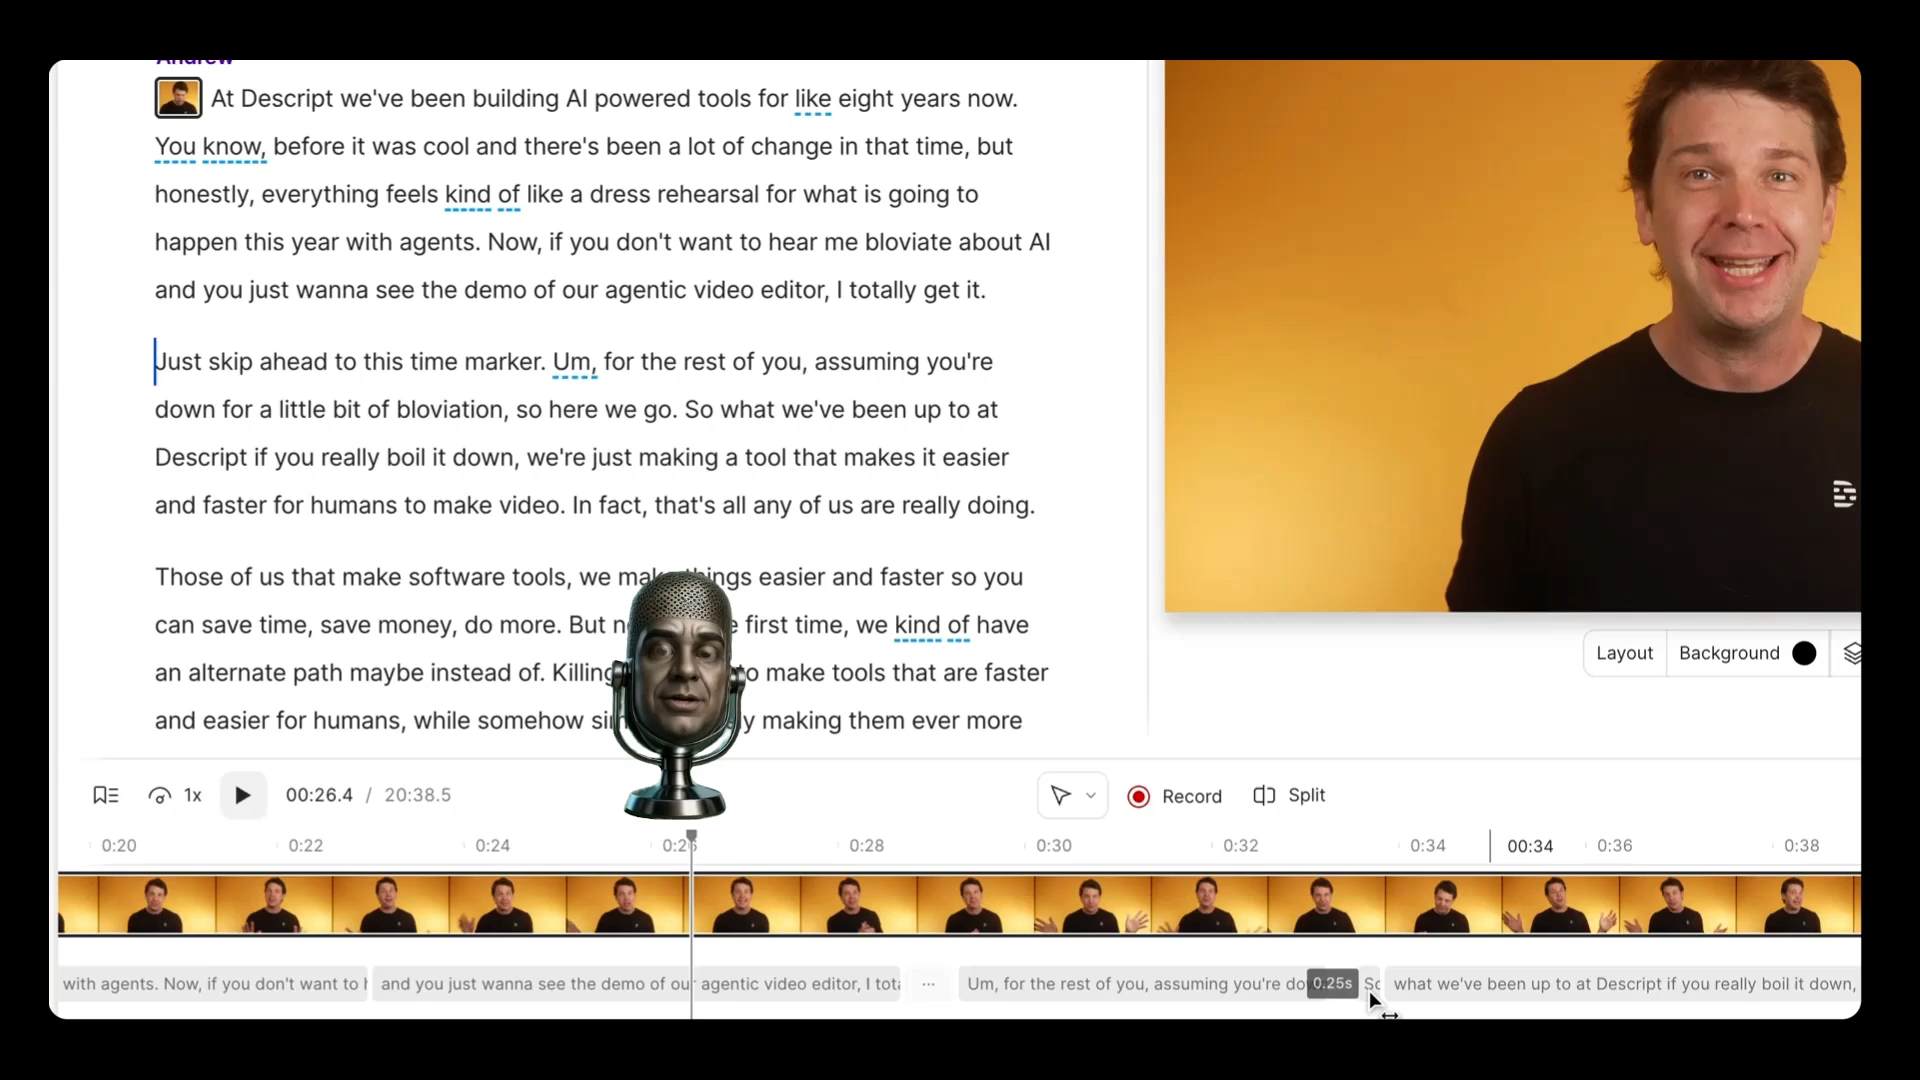 Andrew
At Descript we've been building AI powered tools for like eight years now.
You know, before it was cool and there's been a lot of change in that time, but
honestly, everything feels kind of like a dress rehearsal for what is going to
happen this year with agents. Now, if you don't want to hear me bloviate about AI
and you just wanna see the demo of our agentic video editor, I totally get it.
Just skip ahead to this time marker. Um, for the rest of you, assuming you're
down for a little bit of bloviation, so here we go. So what we've been up to at
Descript if you really boil it down, we're just making a tool that makes it easier
and faster for humans to make video. In fact, that's all any of us are really doing.
Those of us that make software tools, we make things easier and faster so you
can save time, save money, do more. But first time, we kind of have
an alternate path maybe instead of. Killing to make tools that are faster
and easier for humans, while somehow making them ever more
Layout Background
1x 00:26.4 / 20:38.5 Record Split
0:20 0:22 0:24 0:26 0:28 0:30 0:32 0:34 00:34 0:36 0:38
with agents. Now, if you don't want to and you just wanna see the demo of our agentic video editor, I tota ... Um, for the rest of you, assuming you're do 0.25s So what we've been up to at Descript if you really boil it down,